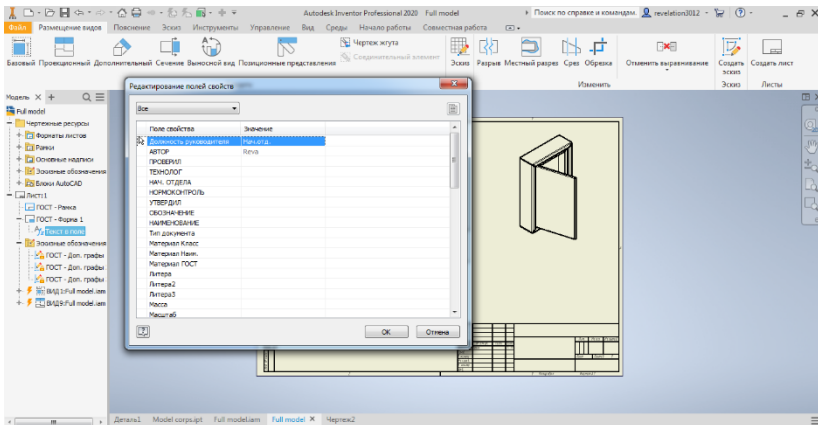 Autodesk Inventor Professional 2020 Full model
Поиск по справке и командам.
revelation3012
Файл Размещение видов Пояснение Эскиз Инструменты Управление Вид Среды Начало работы Совместная работа
Чертеж жгута
Соединительный элемент
Базовый Проекционный Дополнительный Сечение Выносной вид Позиционные представления
Эскиз Разрыв Местный разрез Срез Обрезка
Отменить выравнивание
Создать эскиз
Создать лист
Изменить
Эскиз
Листы
Модель
Full model
Чертежные ресурсы
Форматы листов
Рамки
Основные надписи
Эскизные обозначения
Блоки AutoCAD
Лист:1
ГОСТ - Рамка
ГОСТ - Форма 1
Текст в поле
Эскизные обозначения
ГОСТ - Доп. графы
ГОСТ - Доп. графы
ГОСТ - Доп. графы
ВИД1:Full model.iam
ВИД9:Full model.iam
Редактирование полей свойств
Все
Поле свойства Значение
Должность руководителя Нач.отд.
АВТОР Reva
ПРОВЕРИЛ
ТЕХНОЛОГ
НАЧ. ОТДЕЛА
НОРМОКОНТРОЛЬ
УТВЕРДИЛ
ОБОЗНАЧЕНИЕ
НАИМЕНОВАНИЕ
Тип документа
Материал Класс
Материал Наим.
Материал ГОСТ
Литера
Литера2
Литера3
Масса
Масштаб
ОК Отмена
Деталь1 Model corps.ipt Full model.iam Full model Чертеж2